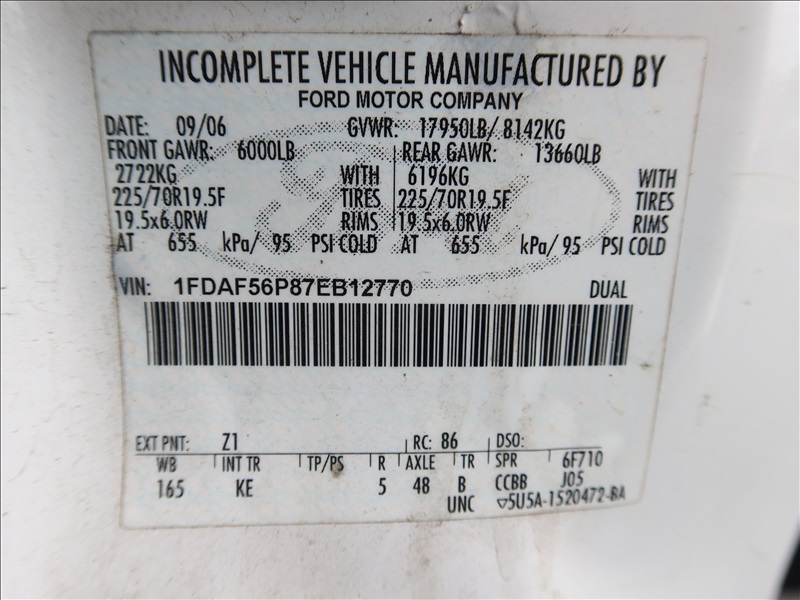 INCOMPLETE VEHICLE MANUFACTURED BY
FORD MOTOR COMPANY
DATE: 09/06 GVWR: 17950LB/ 8142KG
FRONT GAWR: 6000LB REAR GAWR: 13660LB
2722KG WITH 6196KG WITH
225/70R19.5F TIRES 225/70R19.5F TIRES
19.5x6.0RW RIMS 19.5x6.0RW RIMS
AT 655 kPa/ 95 PSI COLD AT 655 kPa/ 95 PSI COLD
VIN: 1FDAF56P87EB12770 DUAL
EXT PNT: Z1 RC: 86 DSO:
WB INT TR TP/PS R AXLE TR SPR 6F710
165 KE 5 48 B CCBB J05
UNC ▽5U5A-1520472-BA